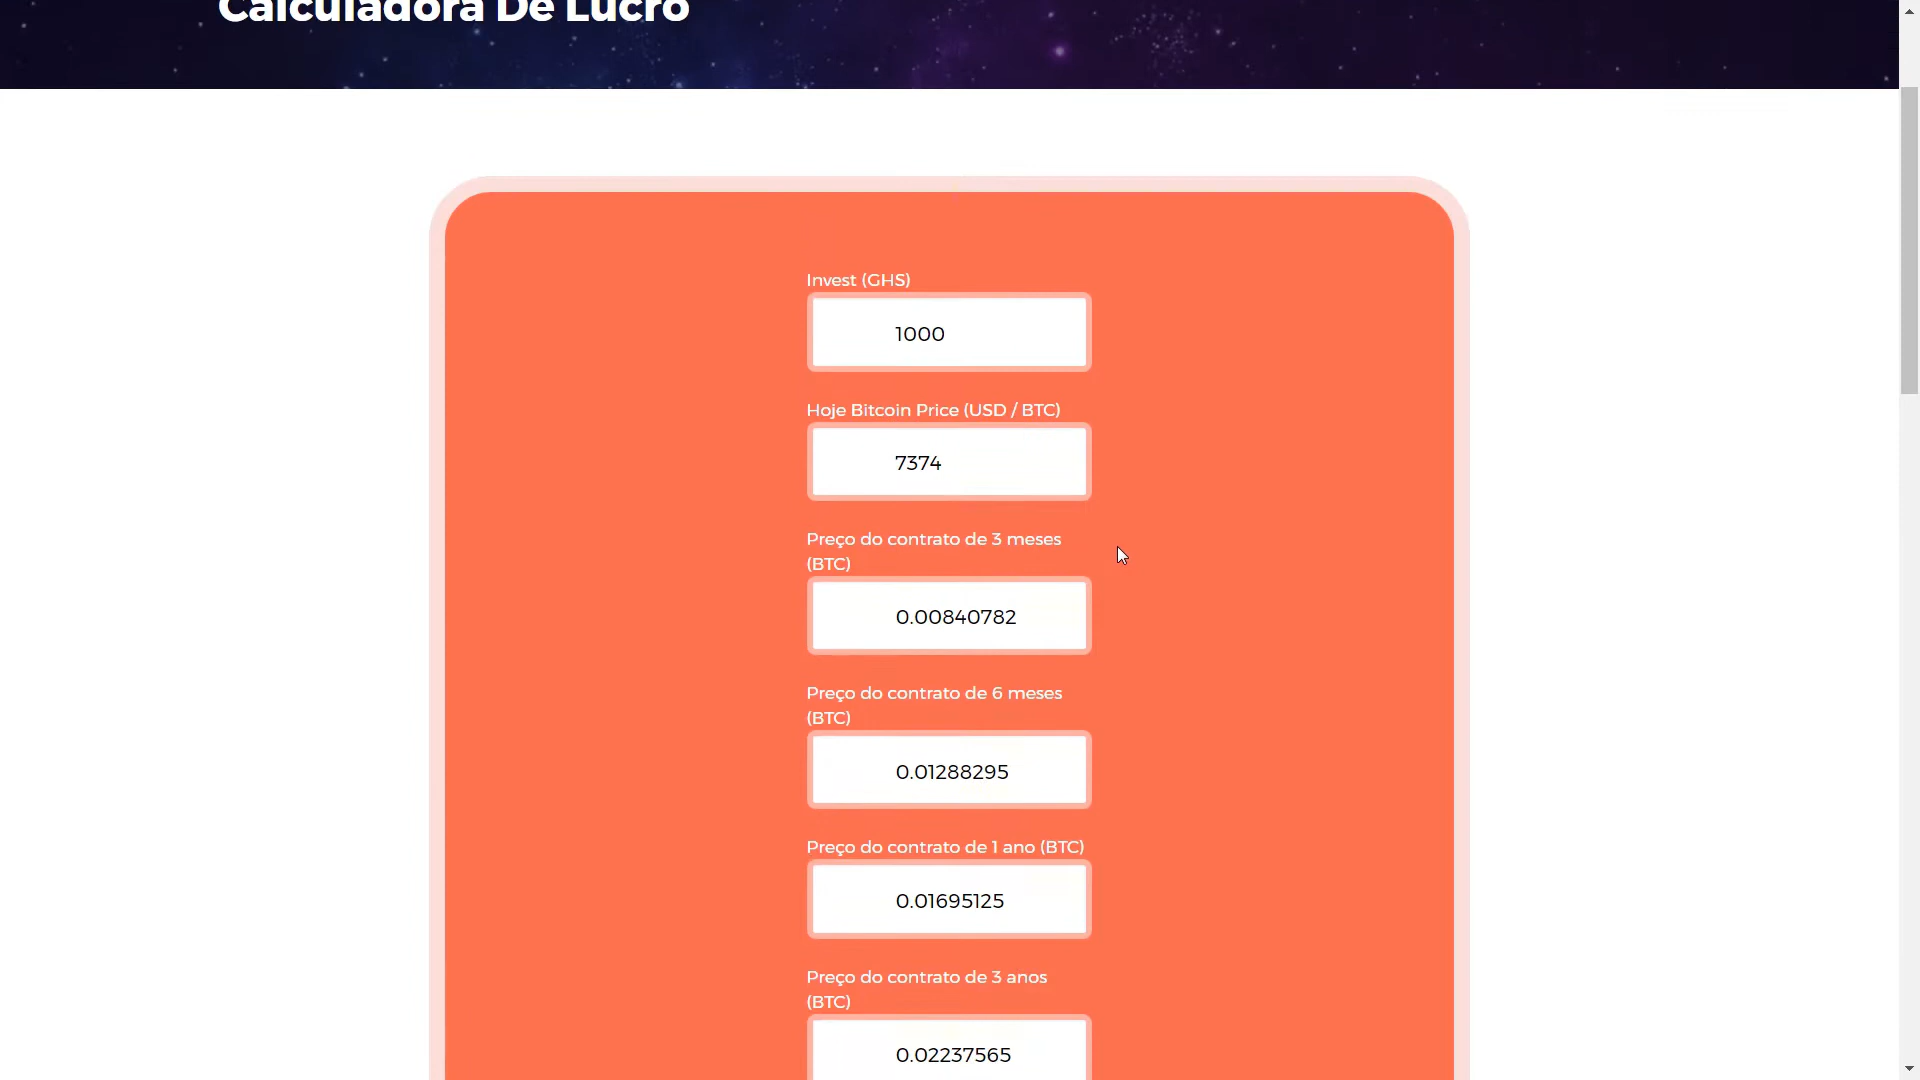 Calculadora De Lucro
Invest (GHS)
1000
Hoje Bitcoin Price (USD / BTC)
7374
Preço do contrato de 3 meses
(BTC)
0.00840782
Preço do contrato de 6 meses
(BTC)
0.01288295
Preço do contrato de 1 ano (BTC)
0.01695125
Preço do contrato de 3 anos
(BTC)
0.02237565